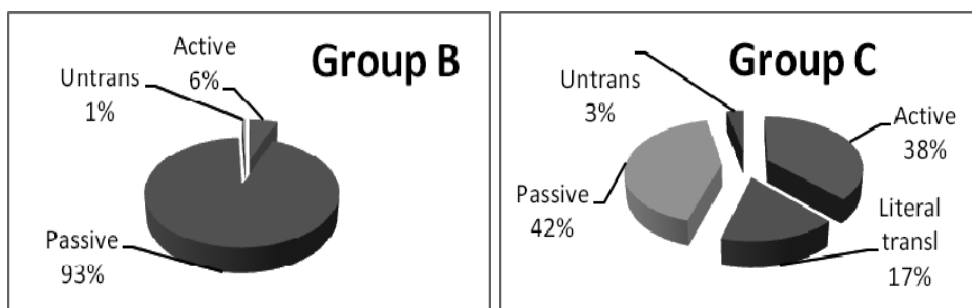 Group B
Active
6%
Untrans
1%
Passive
93%
Group C
Untrans
3%
Active
38%
Passive
42%
Literal
transl
17%